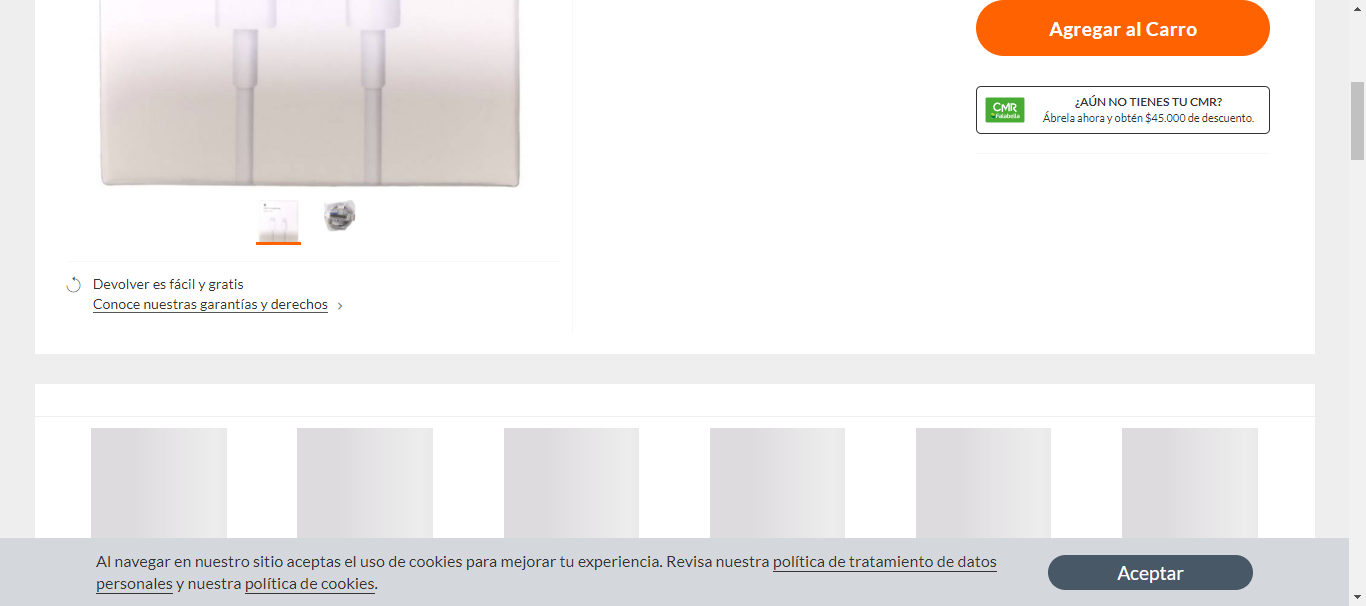 Agregar al Carro
CMR
Falabella
¿AÚN NO TIENES TU CMR?
Ábrela ahora y obtén $45.000 de descuento.
Devolver es fácil y gratis
Conoce nuestras garantías y derechos
Al navegar en nuestro sitio aceptas el uso de cookies para mejorar tu experiencia. Revisa nuestra política de tratamiento de datos
personales y nuestra política de cookies.
Aceptar